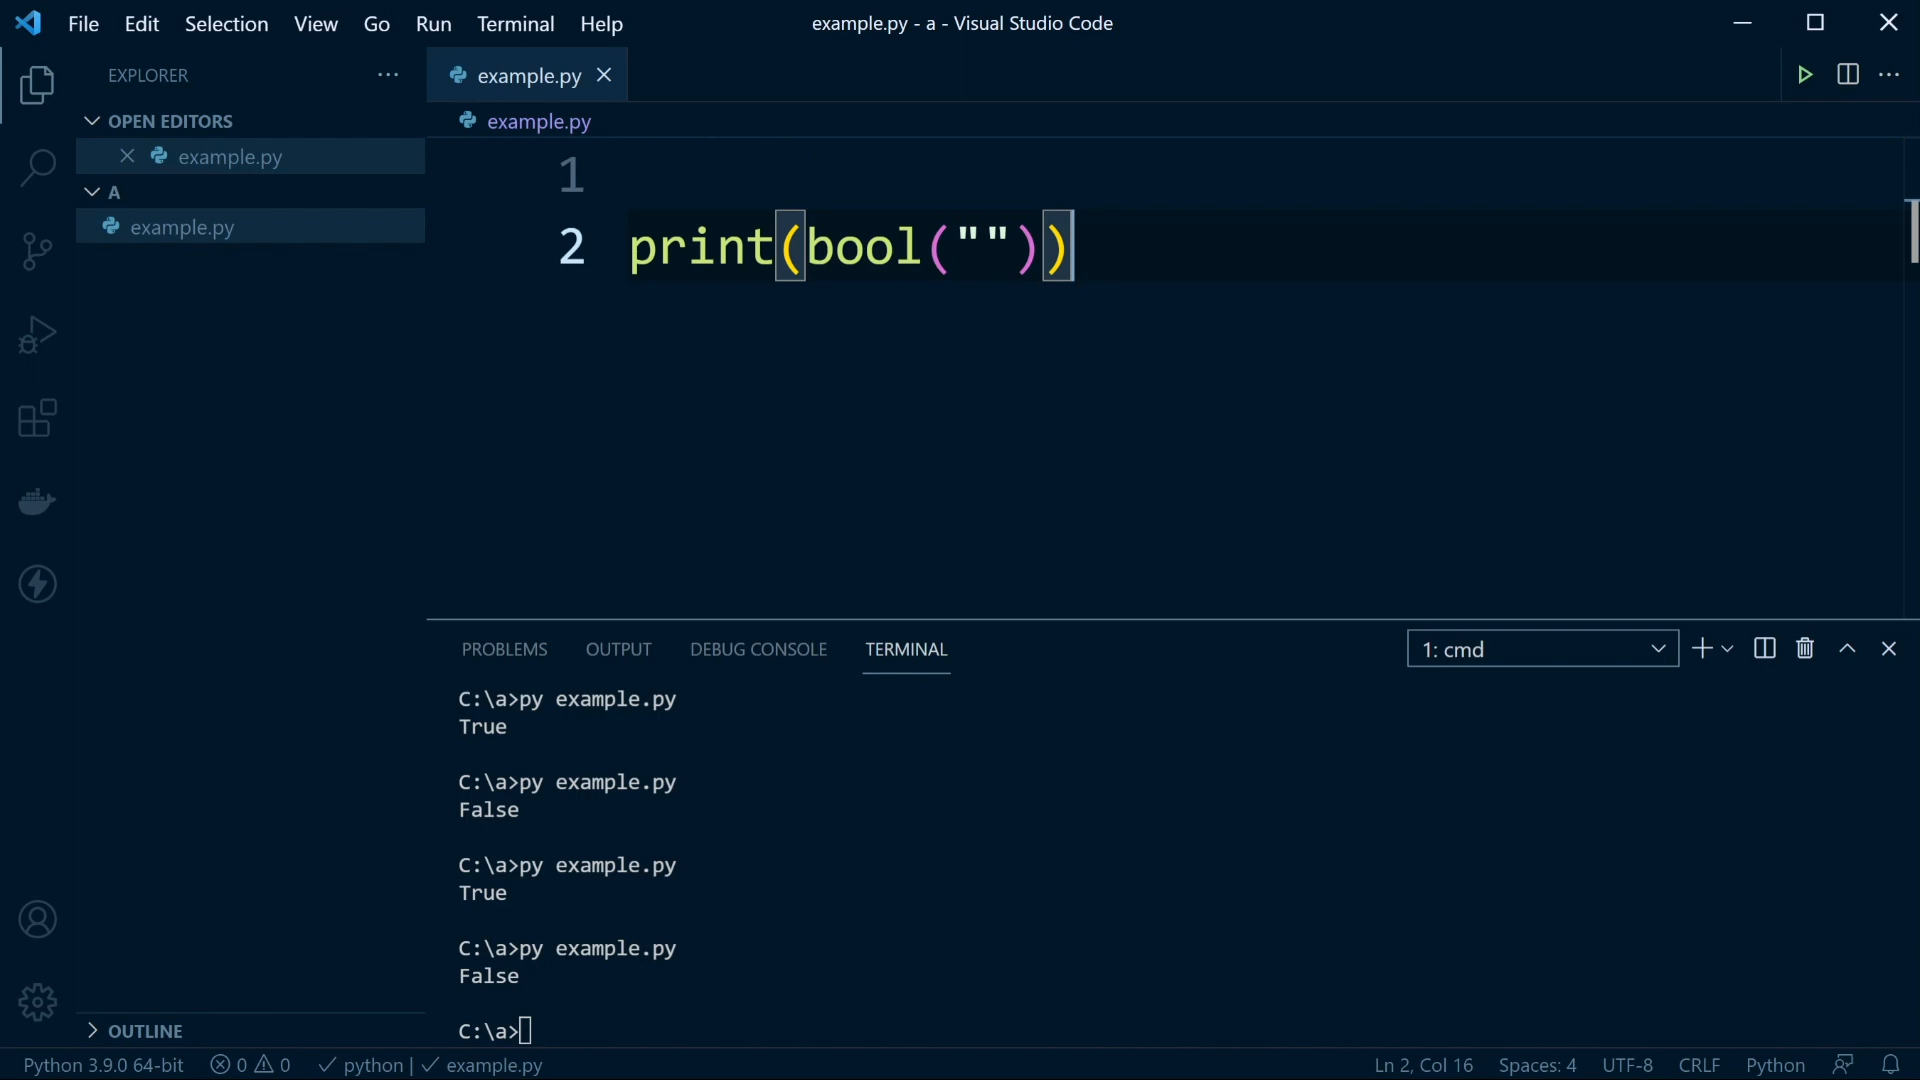 File Edit Selection View Go Run Terminal Help
example.py - a - Visual Studio Code
EXPLORER
OPEN EDITORS
example.py
A
example.py
OUTLINE
example.py
example.py
1
2 print(bool(""))
PROBLEMS OUTPUT DEBUG CONSOLE TERMINAL
1: cmd
C:\a>py example.py
True
C:\a>py example.py
False
C:\a>py example.py
True
C:\a>py example.py
False
C:\a>
Python 3.9.0 64-bit 0 0 python | example.py
Ln 2, Col 16 Spaces: 4 UTF-8 CRLF Python